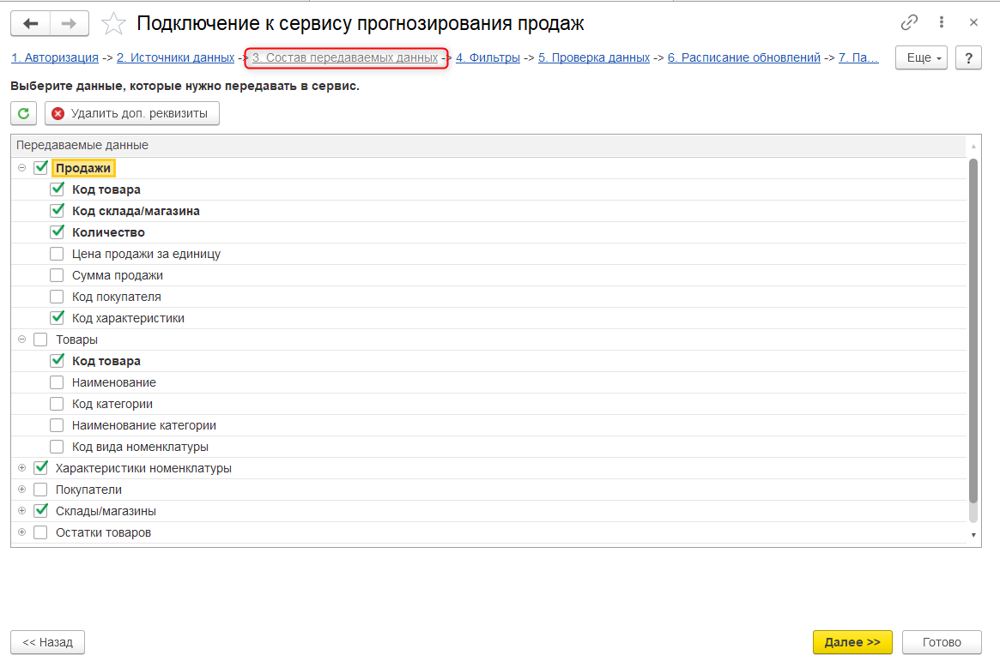 Подключение к сервису прогнозирования продаж
1. Авторизация -> 2. Источники данных -> 3. Состав передаваемых данных -> 4. Фильтры -> 5. Проверка данных -> 6. Расписание обновлений -> 7. Па... Еще ?
Выберите данные, которые нужно передавать в сервис.
Удалить доп. реквизиты
Передаваемые данные
Продажи
Код товара
Код склада/магазина
Количество
Цена продажи за единицу
Сумма продажи
Код покупателя
Код характеристики
Товары
Код товара
Наименование
Код категории
Наименование категории
Код вида номенклатуры
Характеристики номенклатуры
Покупатели
Склады/магазины
Остатки товаров
<< Назад Далее >> Готово